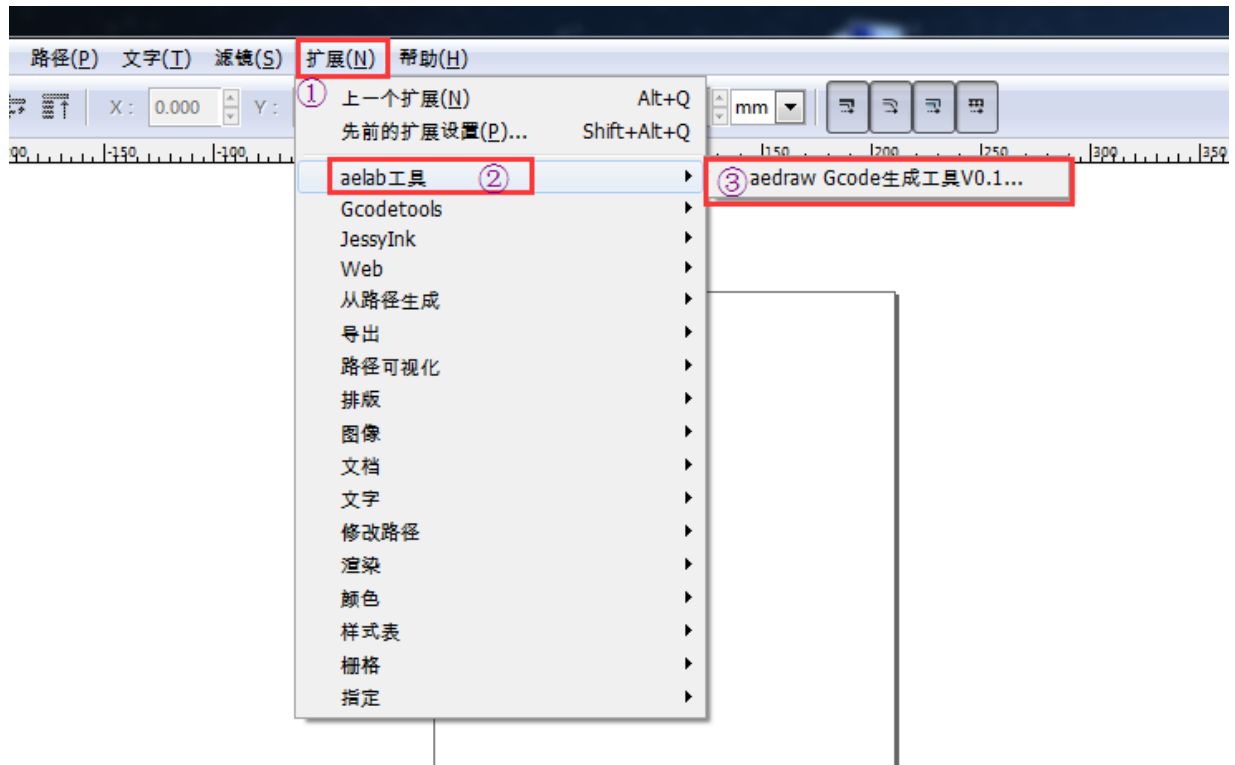 路径(P) 文字(T) 滤镜(S) 扩展(N) 帮助(H)
X: 0.000 Y: mm
① 上一个扩展(N) Alt+Q
先前的扩展设置(P)... Shift+Alt+Q
-150 -100 150 200 250 300 350
aelab工具 ② ③ aedraw Gcode生成工具V0.1...
Gcodetools
JessyInk
Web
从路径生成
导出
路径可视化
排版
图像
文档
文字
修改路径
渲染
颜色
样式表
栅格
指定